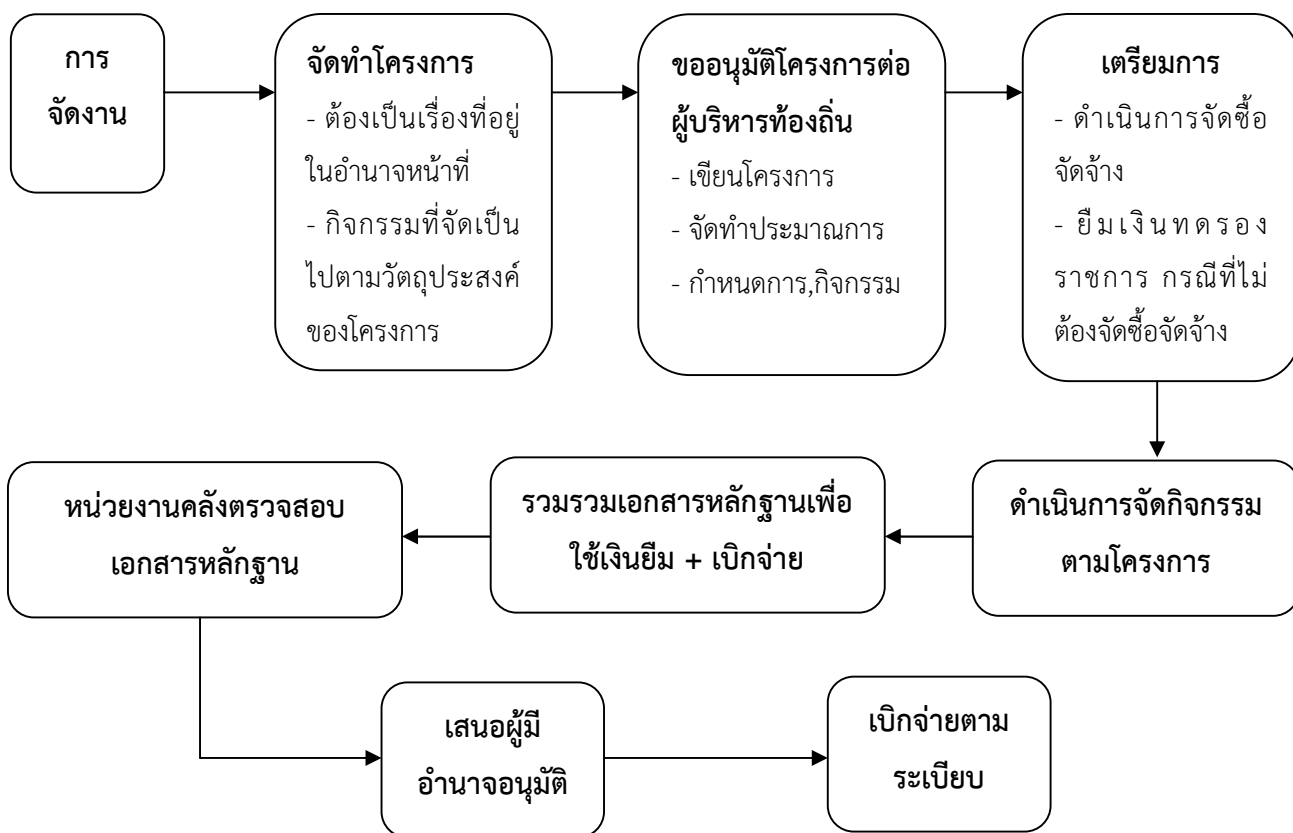 การ
จัดงาน
จัดทำโครงการ
- ต้องเป็นเรื่องที่อยู่
ในอำนาจหน้าที่
- กิจกรรมที่จัดเป็น
ไปตามวัตถุประสงค์
ของโครงการ
ขออนุมัติโครงการต่อ
ผู้บริหารท้องถิ่น
- เขียนโครงการ
- จัดทำประมาณการ
- กำหนดการ,กิจกรรม
เตรียมการ
- ดำเนินการจัดซื้อ
จัดจ้าง
- ยืมเงินทดรอง
ราชการ กรณีที่ไม่
ต้องจัดซื้อจัดจ้าง
ดำเนินการจัดกิจกรรม
ตามโครงการ
รวมรวมเอกสารหลักฐานเพื่อ
ใช้เงินยืม + เบิกจ่าย
หน่วยงานคลังตรวจสอบ
เอกสารหลักฐาน
เสนอผู้มี
อำนาจอนุมัติ
เบิกจ่ายตาม
ระเบียบ